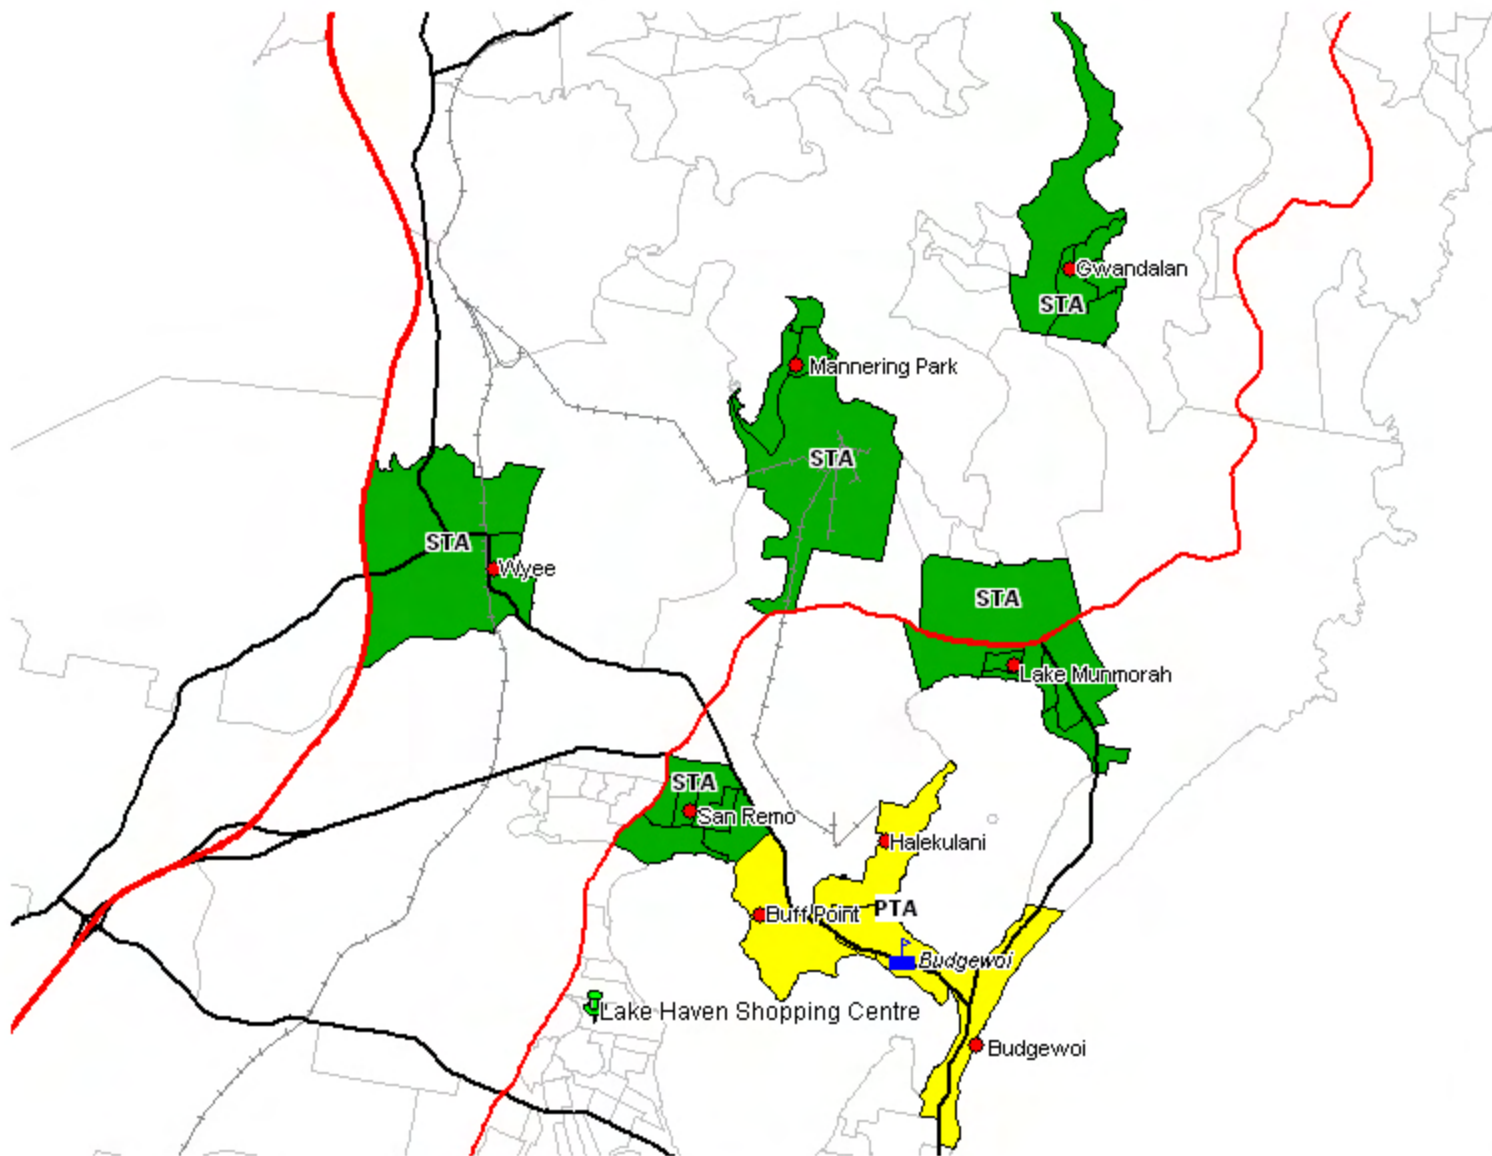 Gwandalan
STA
Mannering Park
STA
STA
Wyee
STA
Lake Munmorah
STA
San Remo
Halekulani
PTA
Buff Point
Budgewoi
Lake Haven Shopping Centre
Budgewoi